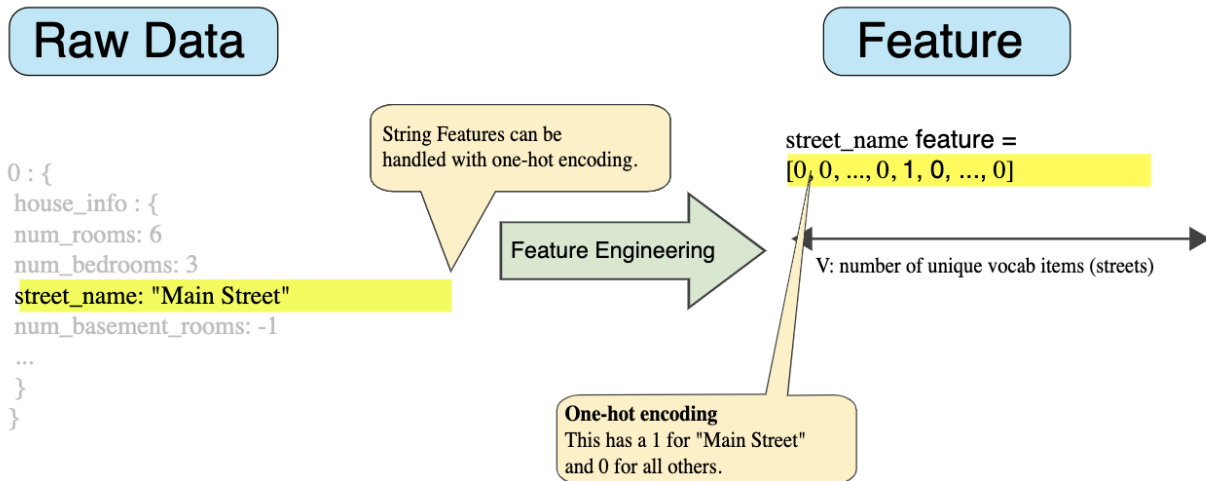 Raw Data
Feature
String Features can be
handled with one-hot encoding.
street_name feature =
[0, 0, ..., 0, 1, 0, ..., 0]
0 : {
house_info : {
num_rooms: 6
num_bedrooms: 3
street_name: "Main Street"
num_basement_rooms: -1
...
}
}
Feature Engineering
V: number of unique vocab items (streets)
One-hot encoding
This has a 1 for "Main Street"
and 0 for all others.